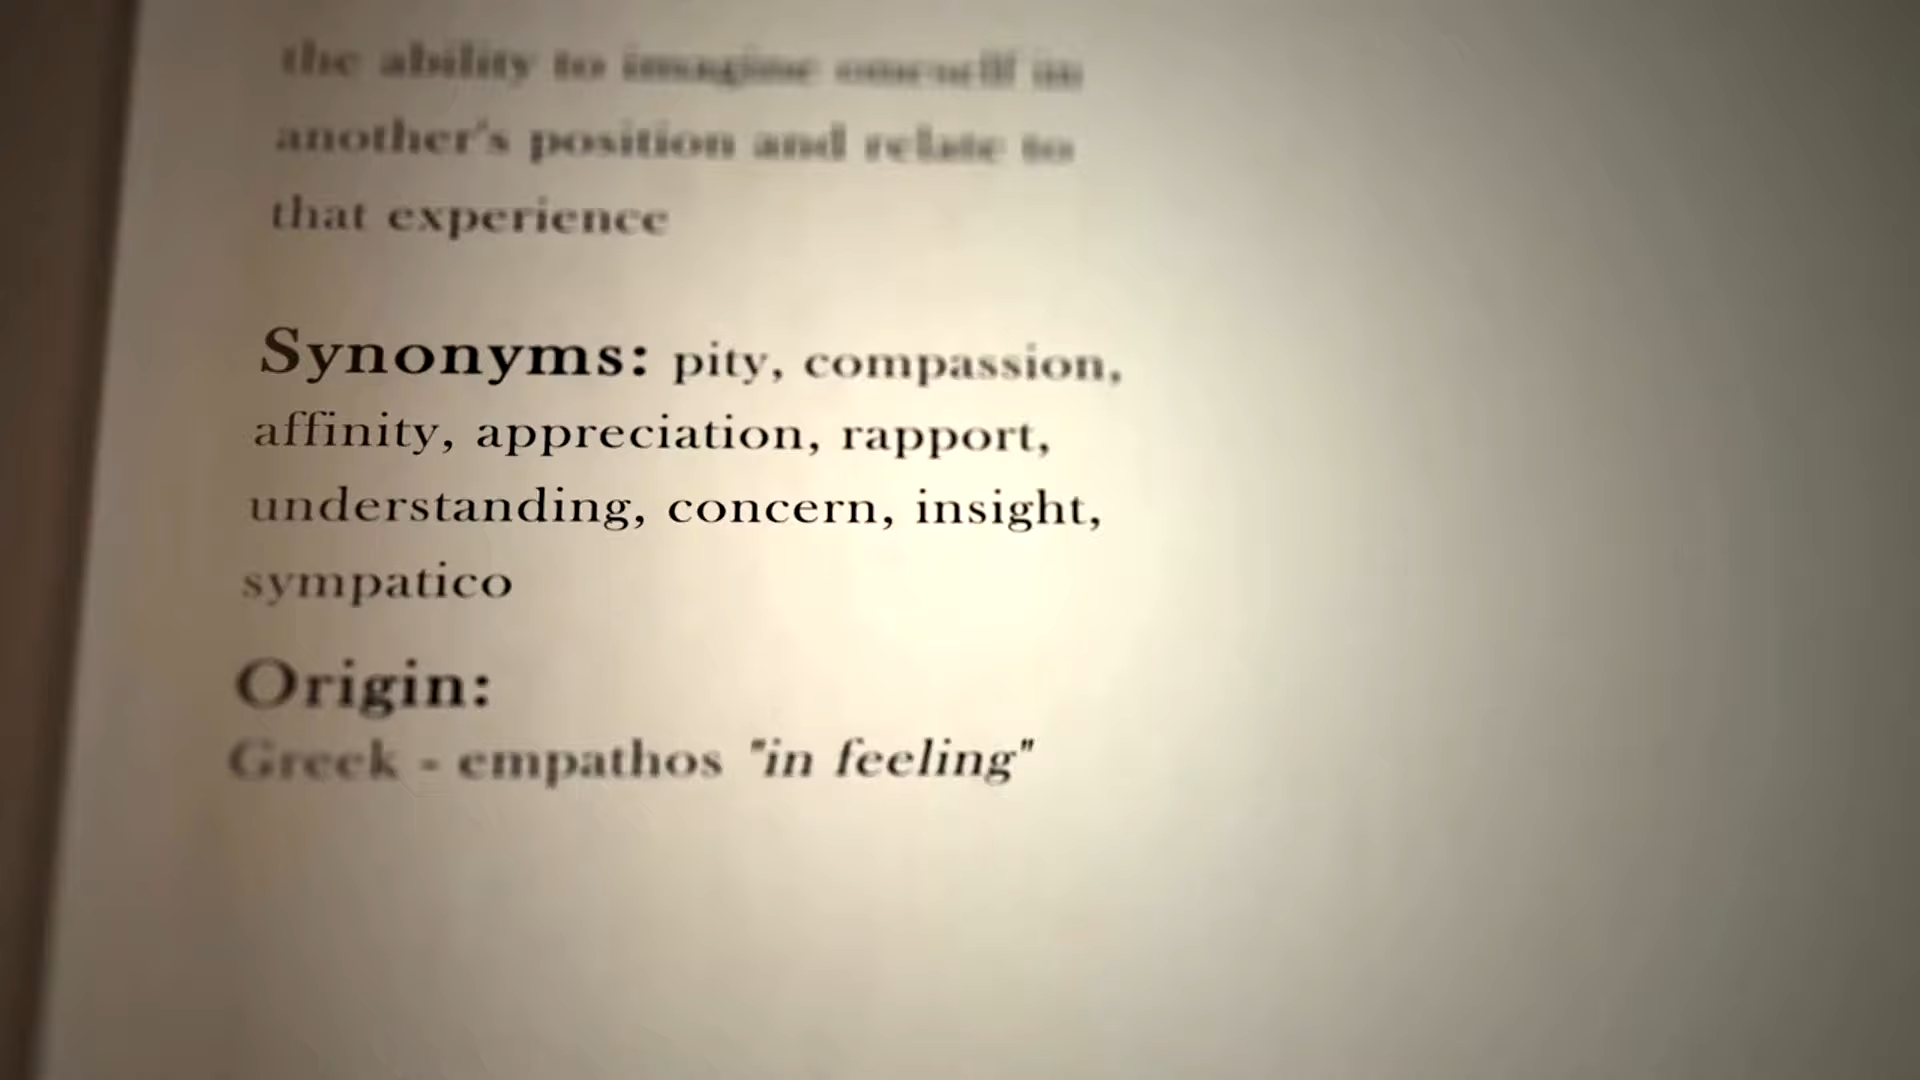 the ability to imagine oneself in
another's position and relate to
that experience
Synonyms: pity, compassion,
affinity, appreciation, rapport,
understanding, concern, insight,
sympatico
Origin:
Greek - empathos "in feeling"